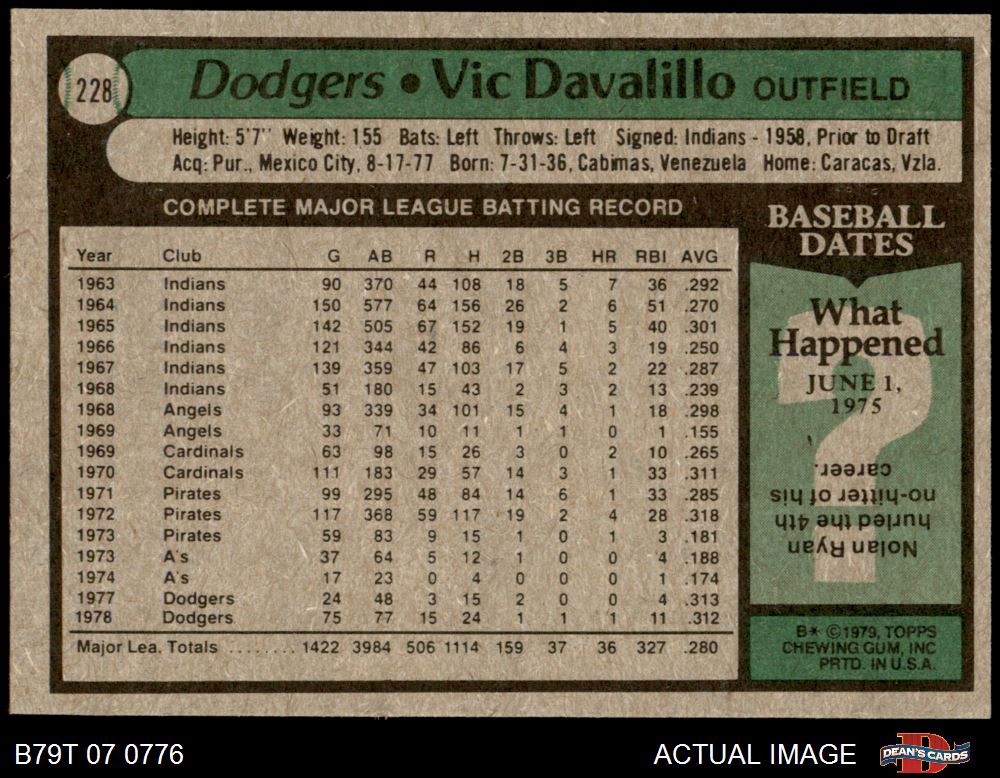 228
Dodgers • Vic Davalillo OUTFIELD
Height: 5'7" Weight: 155 Bats: Left Throws: Left Signed: Indians - 1958, Prior to Draft
Acq: Pur., Mexico City, 8-17-77 Born: 7-31-36, Cabimas, Venezuela Home: Caracas, Vzla.
COMPLETE MAJOR LEAGUE BATTING RECORD
Year Club G AB R H 2B 3B HR RBI AVG
1963 Indians 90 370 44 108 18 5 7 36 .292
1964 Indians 150 577 64 156 26 2 6 51 .270
1965 Indians 142 505 67 152 19 1 5 40 .301
1966 Indians 121 344 42 86 6 4 3 19 .250
1967 Indians 139 359 47 103 17 5 2 22 .287
1968 Indians 51 180 15 43 2 3 2 13 .239
1968 Angels 93 339 34 101 15 4 1 18 .298
1969 Angels 33 71 10 11 1 1 0 1 .155
1969 Cardinals 63 98 15 26 3 0 2 10 .265
1970 Cardinals 111 183 29 57 14 3 1 33 .311
1971 Pirates 99 295 48 84 14 6 1 33 .285
1972 Pirates 117 368 59 117 19 2 4 28 .318
1973 Pirates 59 83 9 15 1 0 1 3 .181
1973 A's 37 64 5 12 1 0 0 4 .188
1974 A's 17 23 0 4 0 0 0 1 .174
1977 Dodgers 24 48 3 15 2 0 0 4 .313
1978 Dodgers 75 77 15 24 1 1 1 11 .312
Major Lea. Totals ........ 1422 3984 506 1114 159 37 36 327 .280
BASEBALL
DATES
What
Happened
JUNE 1,
1975
?
Nolan Ryan
hurled the 4th
no-hitter of his
career.
B* ©1979, TOPPS
CHEWING GUM, INC
PRTD. IN U.S.A.
B79T 07 0776
ACTUAL IMAGE
DEAN'S CARDS